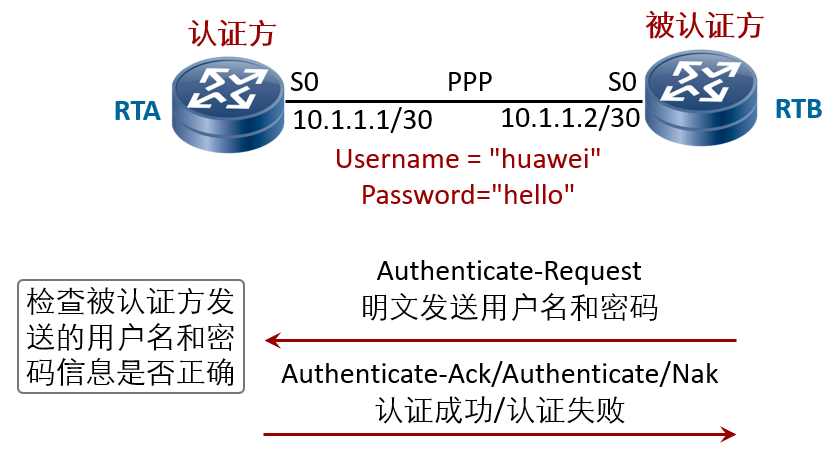 认证方
被认证方
S0
PPP
S0
RTA
RTB
10.1.1.1/30
10.1.1.2/30
Username = "huawei"
Password="hello"
Authenticate-Request
明文发送用户名和密码
检查被认证方发
送的用户名和密
码信息是否正确
Authenticate-Ack/Authenticate/Nak
认证成功/认证失败